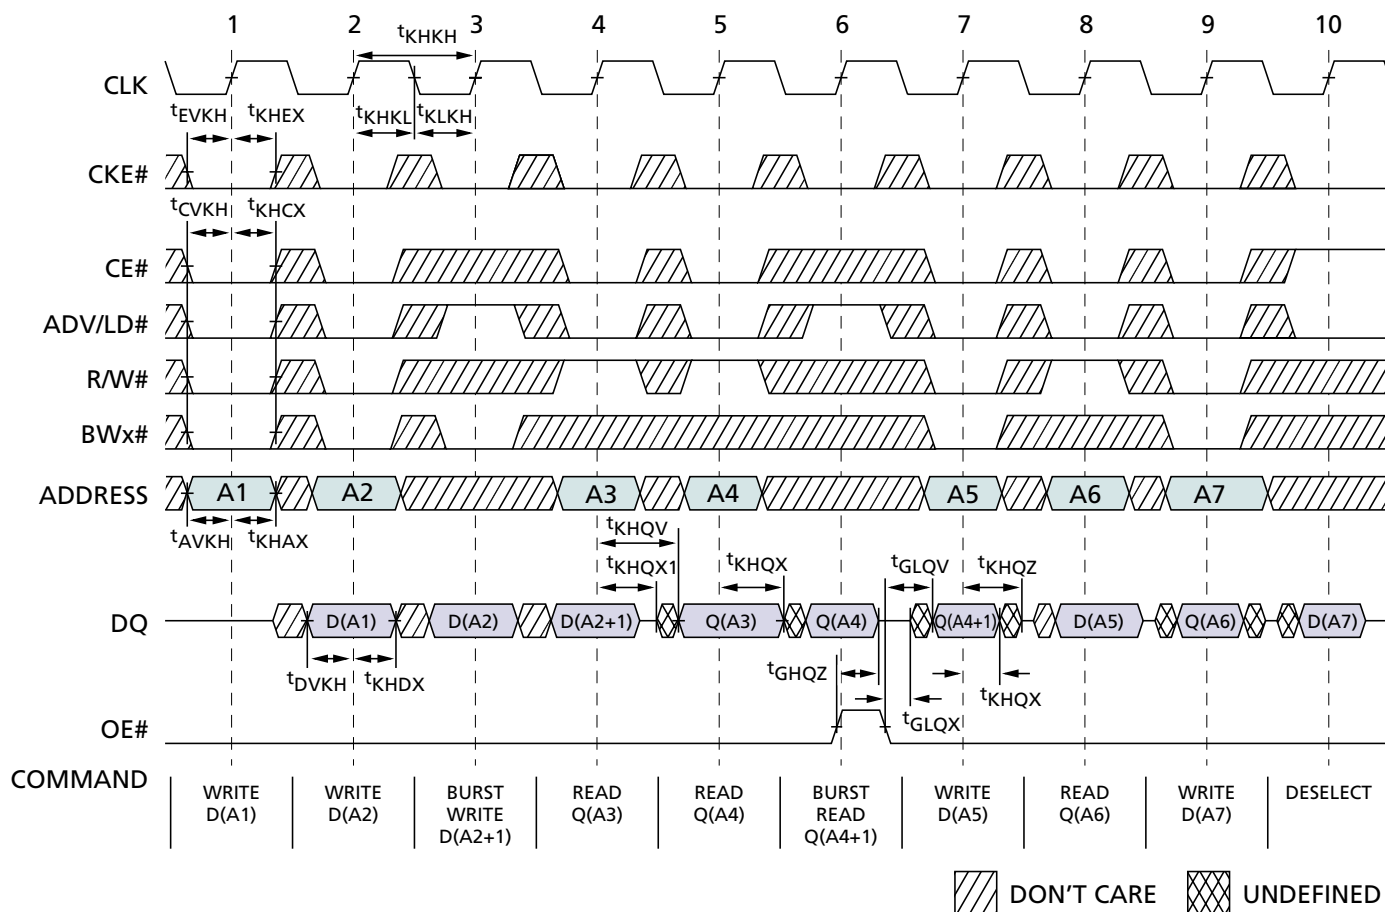 1 2 3 4 5 6 7 8 9 10
tKHKH
CLK
tEVKH tKHEX tKHKL tKLKH
CKE#
tCVKH tKHCX
CE#
ADV/LD#
R/W#
BWx#
ADDRESS A1 A2 A3 A4 A5 A6 A7
tAVKH tKHAX
tKHQV
tKHQX1 tKHQX tGLQV tKHQZ
DQ D(A1) D(A2) D(A2+1) Q(A3) Q(A4) Q(A4+1) D(A5) Q(A6) D(A7)
tDVKH tKHDX tGHQZ tKHQX
tGLQX
OE#
COMMAND
WRITE WRITE BURST READ READ BURST WRITE READ WRITE DESELECT
D(A1) D(A2) WRITE Q(A3) Q(A4) READ D(A5) Q(A6) D(A7)
D(A2+1) Q(A4+1)
DON'T CARE UNDEFINED